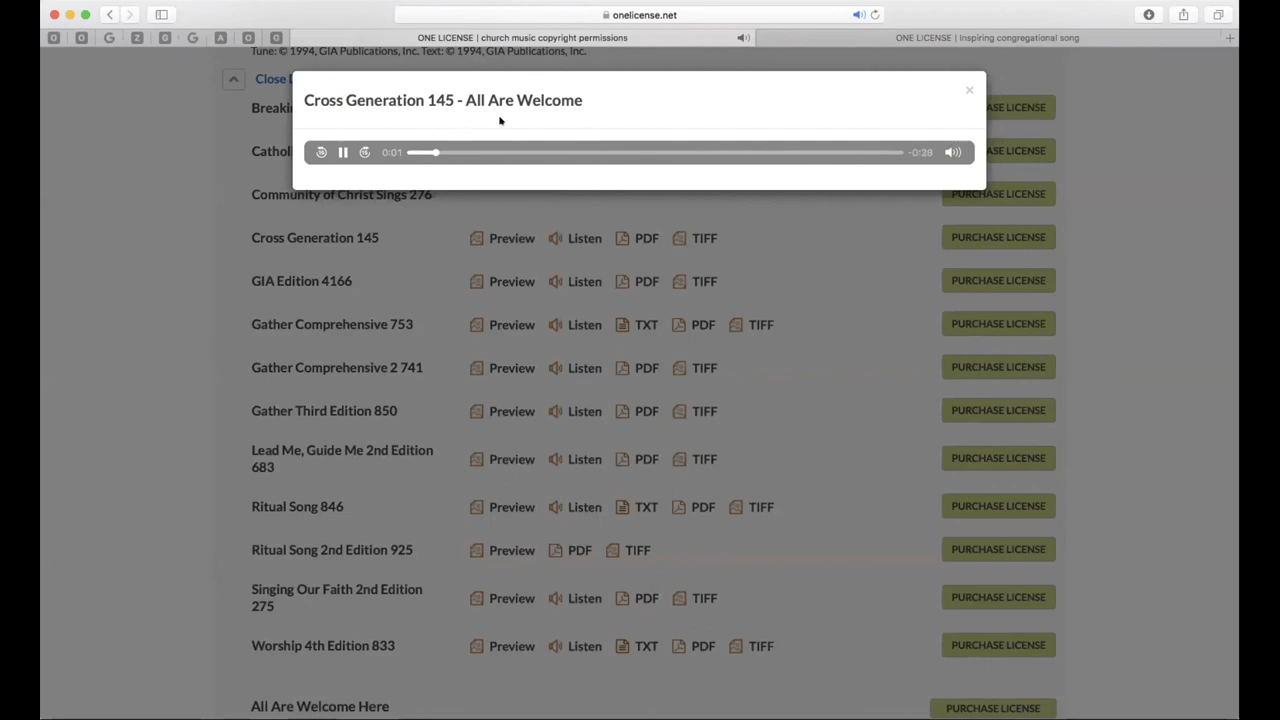 onelicense.net
ONE LICENSE | church music copyright permissions
ONE LICENSE | Inspiring congregational song
Tune: © 1994, GIA Publications, Inc. Text: © 1994, GIA Publications, Inc.
Close
Cross Generation 145 - All Are Welcome
×
0:01
-0:28
PURCHASE LICENSE
PURCHASE LICENSE
Community of Christ Sings 276 PURCHASE LICENSE
Cross Generation 145 Preview Listen PDF TIFF PURCHASE LICENSE
GIA Edition 4166 Preview Listen PDF TIFF PURCHASE LICENSE
Gather Comprehensive 753 Preview Listen TXT PDF TIFF PURCHASE LICENSE
Gather Comprehensive 2 741 Preview Listen PDF TIFF PURCHASE LICENSE
Gather Third Edition 850 Preview Listen PDF TIFF PURCHASE LICENSE
Lead Me, Guide Me 2nd Edition
683 Preview Listen PDF TIFF PURCHASE LICENSE
Ritual Song 846 Preview Listen TXT PDF TIFF PURCHASE LICENSE
Ritual Song 2nd Edition 925 Preview PDF TIFF PURCHASE LICENSE
Singing Our Faith 2nd Edition
275 Preview Listen PDF TIFF PURCHASE LICENSE
Worship 4th Edition 833 Preview Listen TXT PDF TIFF PURCHASE LICENSE
All Are Welcome Here PURCHASE LICENSE